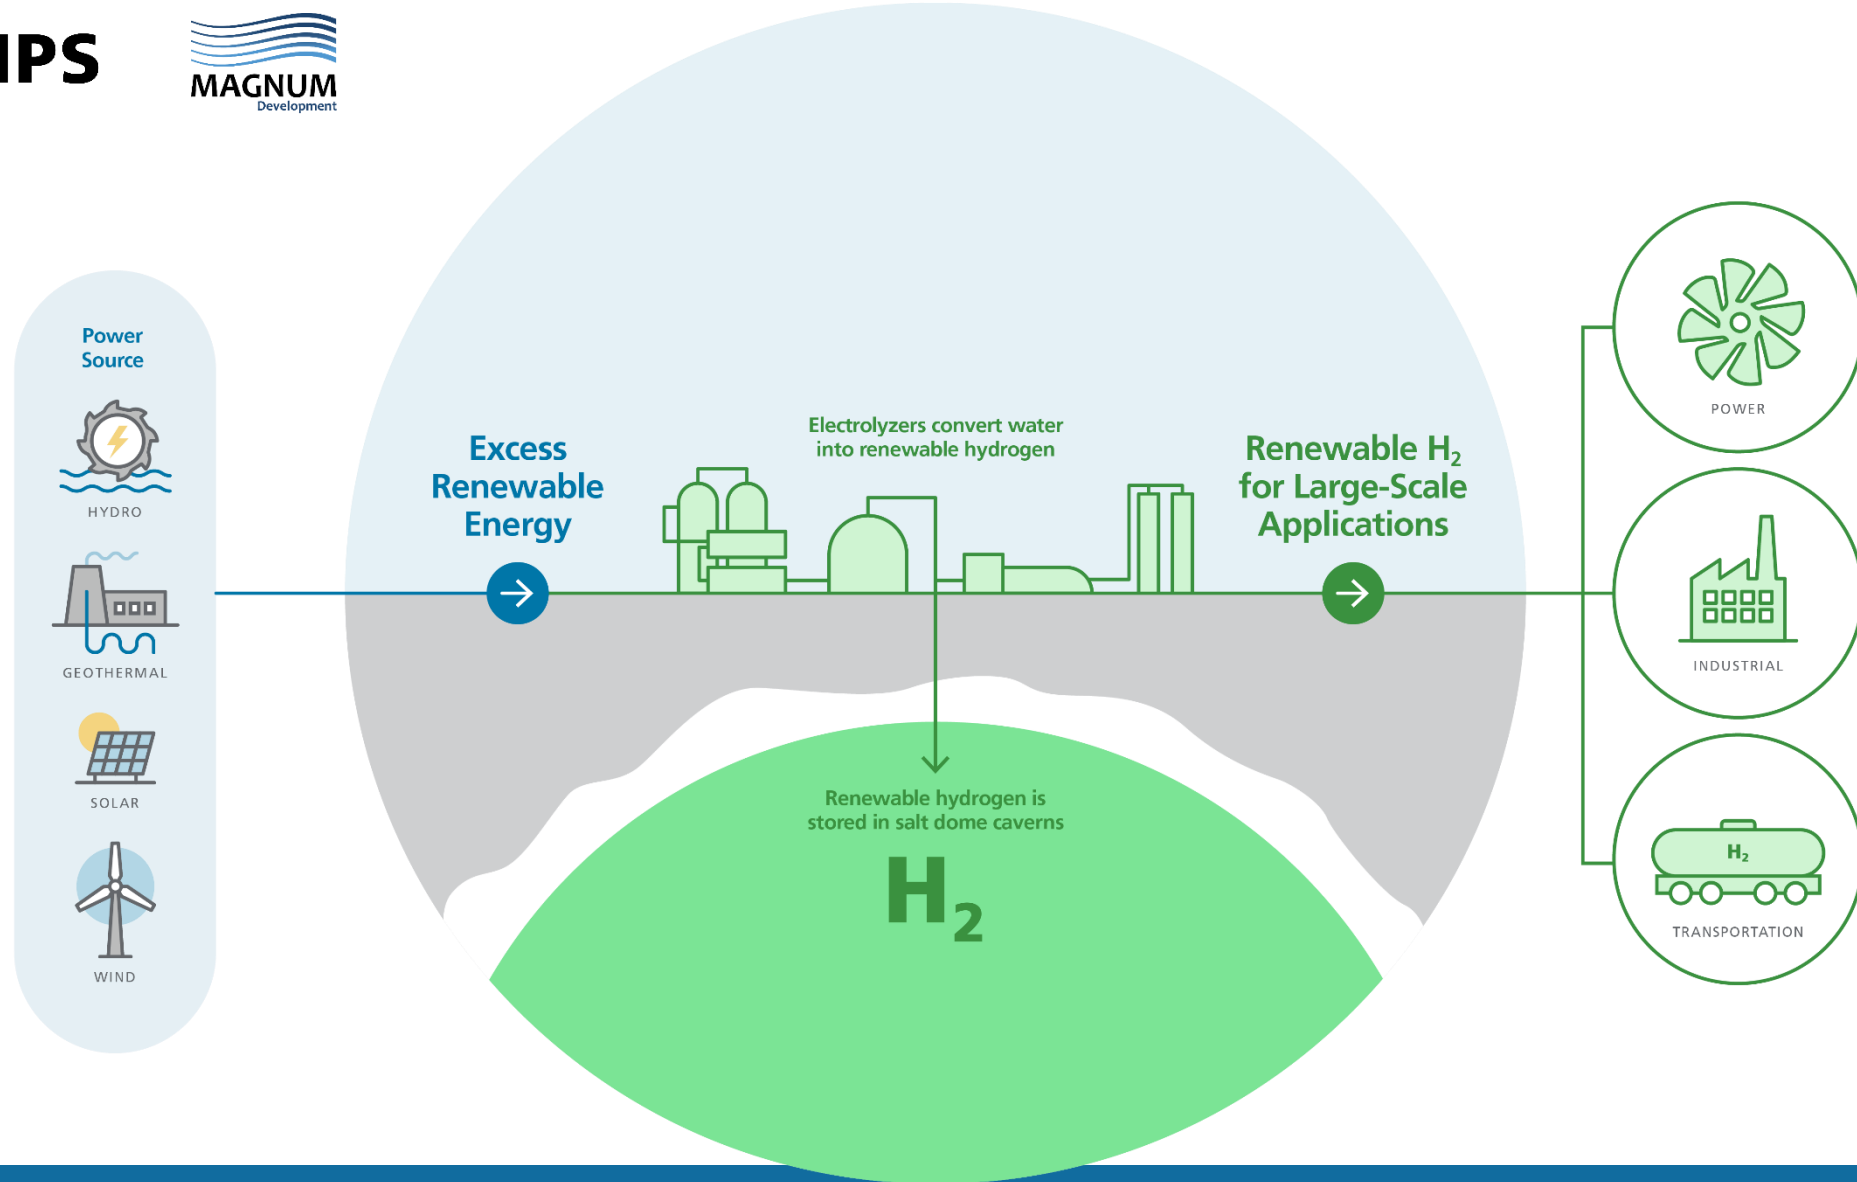 MAGNUM
Development
Power
Source
HYDRO
GEOTHERMAL
SOLAR
WIND
Excess
Renewable
Energy
Electrolyzers convert water
into renewable hydrogen
Renewable hydrogen is
stored in salt dome caverns
H₂
Renewable H₂
for Large-Scale
Applications
POWER
INDUSTRIAL
H₂
TRANSPORTATION